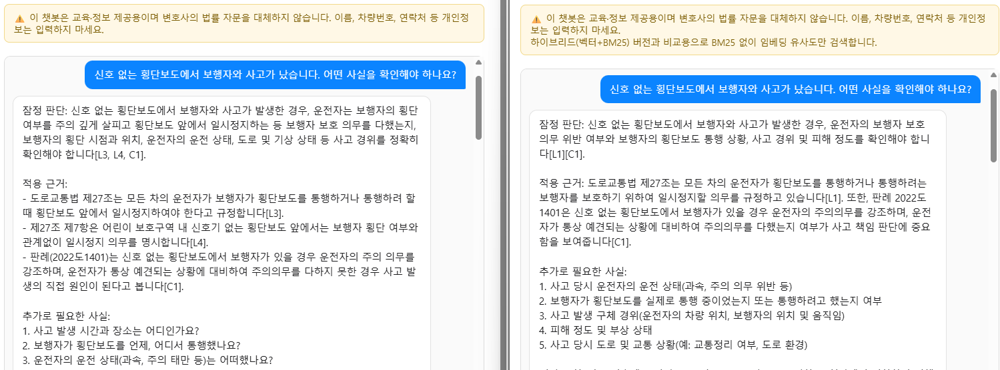 ⚠️ 이 챗봇은 교육·정보 제공용이며 변호사의 법률 자문을 대체하지 않습니다. 이름, 차량번호, 연락처 등 개인정
보는 입력하지 마세요.
신호 없는 횡단보도에서 보행자와 사고가 났습니다. 어떤 사실을 확인해야 하나요?
잠정 판단: 신호 없는 횡단보도에서 보행자와 사고가 발생한 경우, 운전자는 보행자의 횡단
여부를 주의 깊게 살피고 횡단보도 앞에서 일시정지하는 등 보행자 보호 의무를 다했는지,
보행자의 횡단 시점과 위치, 운전자의 운전 상태, 도로 및 기상 상태 등 사고 경위를 정확히
확인해야 합니다[L3, L4, C1].
적용 근거:
- 도로교통법 제27조는 모든 차의 운전자가 보행자가 횡단보도를 통행하거나 통행하려 할
때 횡단보도 앞에서 일시정지하여야 한다고 규정합니다[L3].
- 제27조 제7항은 어린이 보호구역 내 신호기 없는 횡단보도 앞에서는 보행자 횡단 여부와
관계없이 일시정지 의무를 명시합니다[L4].
- 판례(2022도1401)는 신호 없는 횡단보도에서 보행자가 있을 경우 운전자의 주의 의무를
강조하며, 운전자가 통상 예견되는 상황에 대비하여 주의의무를 다하지 못한 경우 사고 발
생의 직접 원인이 된다고 봅니다[C1].
추가로 필요한 사실:
1. 사고 발생 시간과 장소는 어디인가요?
2. 보행자가 횡단보도를 언제, 어디서 통행했나요?
3. 운전자의 운전 상태(과속, 주의 태만 등)는 어떠했나요?
⚠️ 이 챗봇은 교육·정보 제공용이며 변호사의 법률 자문을 대체하지 않습니다. 이름, 차량번호, 연락처 등 개인정
보는 입력하지 마세요.
하이브리드(벡터+BM25) 버전과 비교용으로 BM25 없이 임베딩 유사도만 검색합니다.
신호 없는 횡단보도에서 보행자와 사고가 났습니다. 어떤 사실을 확인해야 하나요?
잠정 판단: 신호 없는 횡단보도에서 보행자와 사고가 발생한 경우, 운전자의 보행자 보호
의무 위반 여부와 보행자의 횡단보도 통행 상황, 사고 경위 및 피해 정도를 확인해야 합니
다[L1][C1].
적용 근거: 도로교통법 제27조는 모든 차의 운전자가 횡단보도를 통행하거나 통행하려는
보행자를 보호하기 위하여 일시정지할 의무를 규정하고 있습니다[L1]. 또한, 판례 2022도
1401은 신호 없는 횡단보도에서 보행자가 있을 경우 운전자의 주의의무를 강조하며, 운전
자가 통상 예견되는 상황에 대비하여 주의의무를 다했는지 여부가 사고 책임 판단에 중요
함을 보여줍니다[C1].
추가로 필요한 사실:
1. 사고 당시 운전자의 운전 상태(과속, 주의 의무 위반 등)
2. 보행자가 횡단보도를 실제로 통행 중이었는지 또는 통행하려고 했는지 여부
3. 사고 발생 구체 경위(운전자의 차량 위치, 보행자의 위치 및 움직임)
4. 피해 정도 및 부상 상태
5. 사고 당시 도로 및 교통 상황(예: 교통정리 여부, 도로 환경)